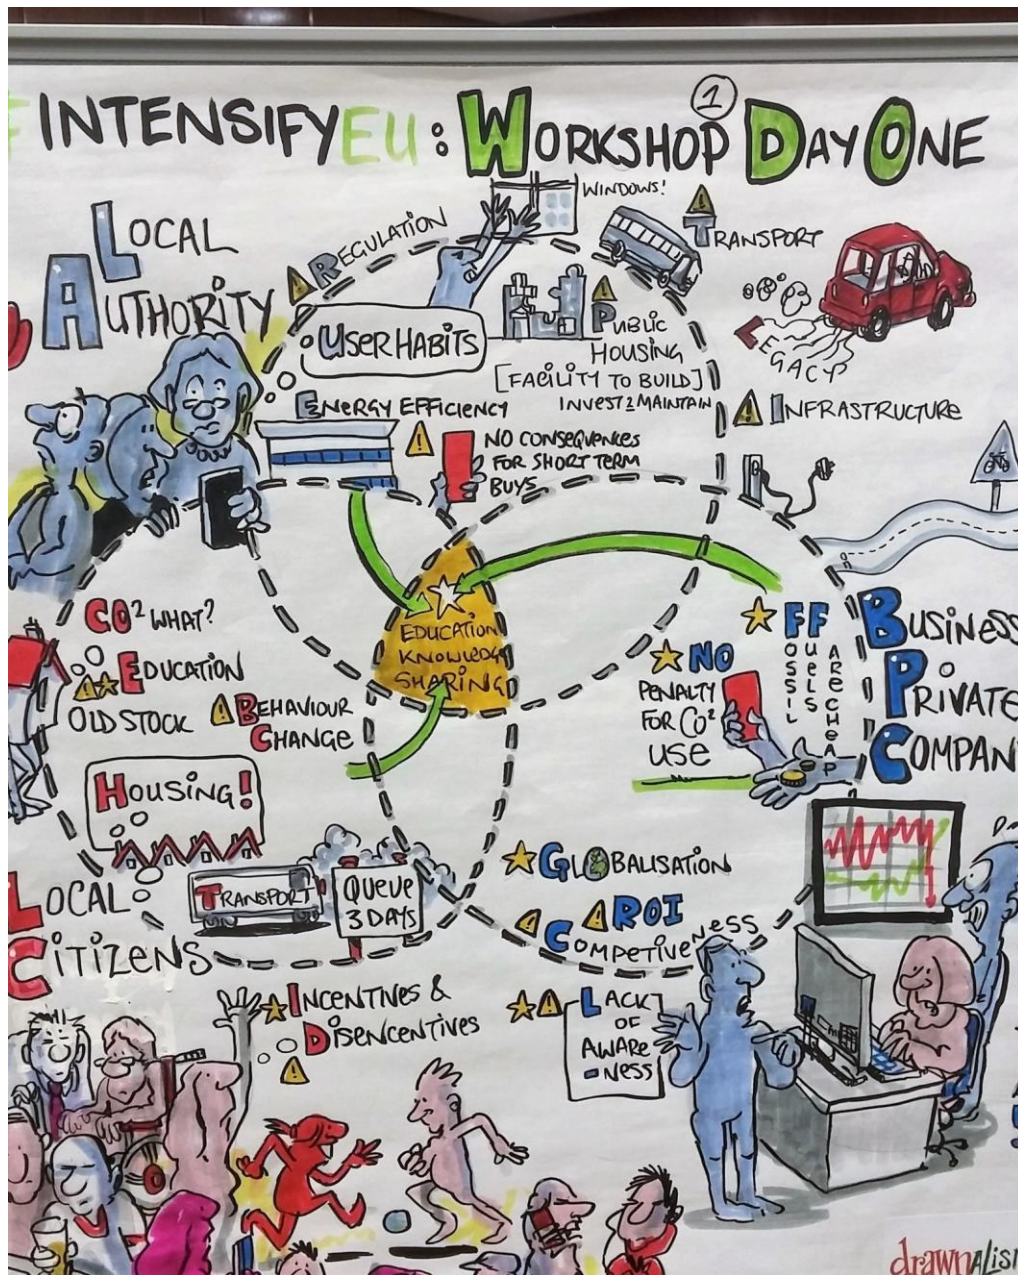 INTENSIFYEU: WORKSHOP DAY ONE
1
WINDOWS!
LOCAL
AUTHORITY
REGULATION
TRANSPORT
USER HABITS
PUBLIC
HOUSING
[FACILITY TO BUILD]
INVEST 2 MAINTAIN
LEGACY
ENERGY EFFICIENCY
INFRASTRUCTURE
NO CONSEQUENCES
FOR SHORT TERM
BUYS
CO² WHAT?
EDUCATION
OLD STOCK
BEHAVIOUR
CHANGE
HOUSING!
EDUCATION
KNOWLEDGE
SHARING
NO
PENALTY
FOR CO²
USE
FOSSIL
FUELS
ARE CHEAP
BUSINESS
PRIVATE
COMPAN
LOCAL
CITIZENS
TRANSPORT
QUEUE
3 DAYS
GLOBALISATION
ROI
COMPETIVENESS
INCENTIVES &
DISENCENTIVES
LACK
OF
AWARE
-NESS
drawnALIS